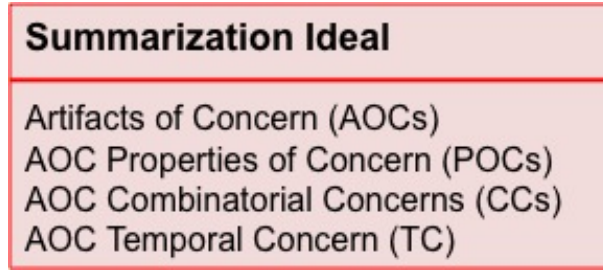 Summarization Ideal
Artifacts of Concern (AOCs)
AOC Properties of Concern (POCs)
AOC Combinatorial Concerns (CCs)
AOC Temporal Concern (TC)